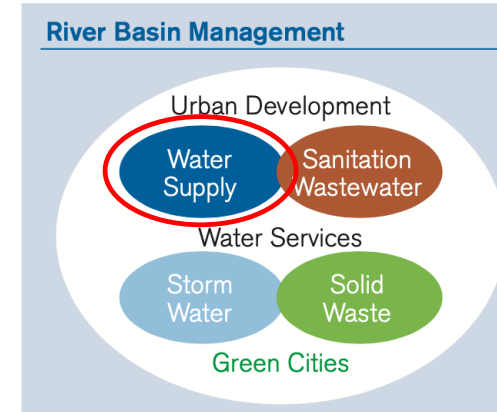 River Basin Management
Urban Development
Water
Supply
Sanitation
Wastewater
Water Services
Storm
Water
Solid
Waste
Green Cities